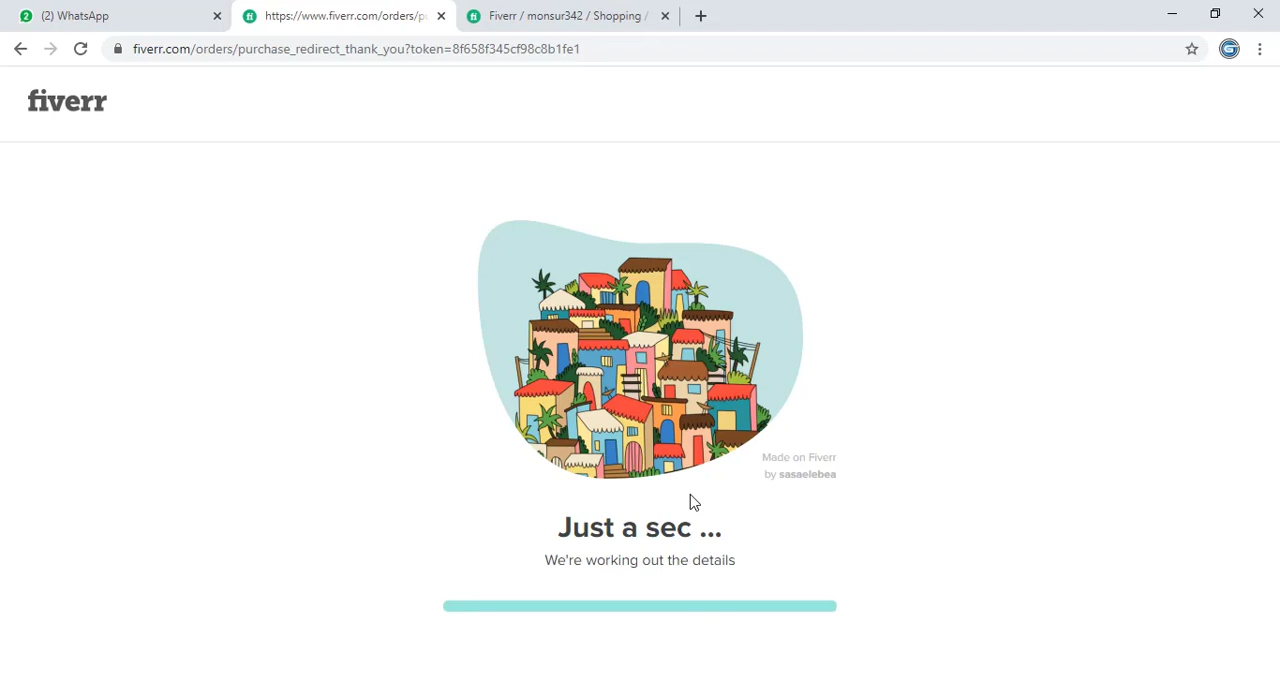 (2) WhatsApp
https://www.fiverr.com/orders/pu
Fiverr / monsur342 / Shopping /
fiverr.com/orders/purchase_redirect_thank_you?token=8f658f345cf98c8b1fe1
fiverr
Made on Fiverr
by sasaelebea
Just a sec ...
We're working out the details